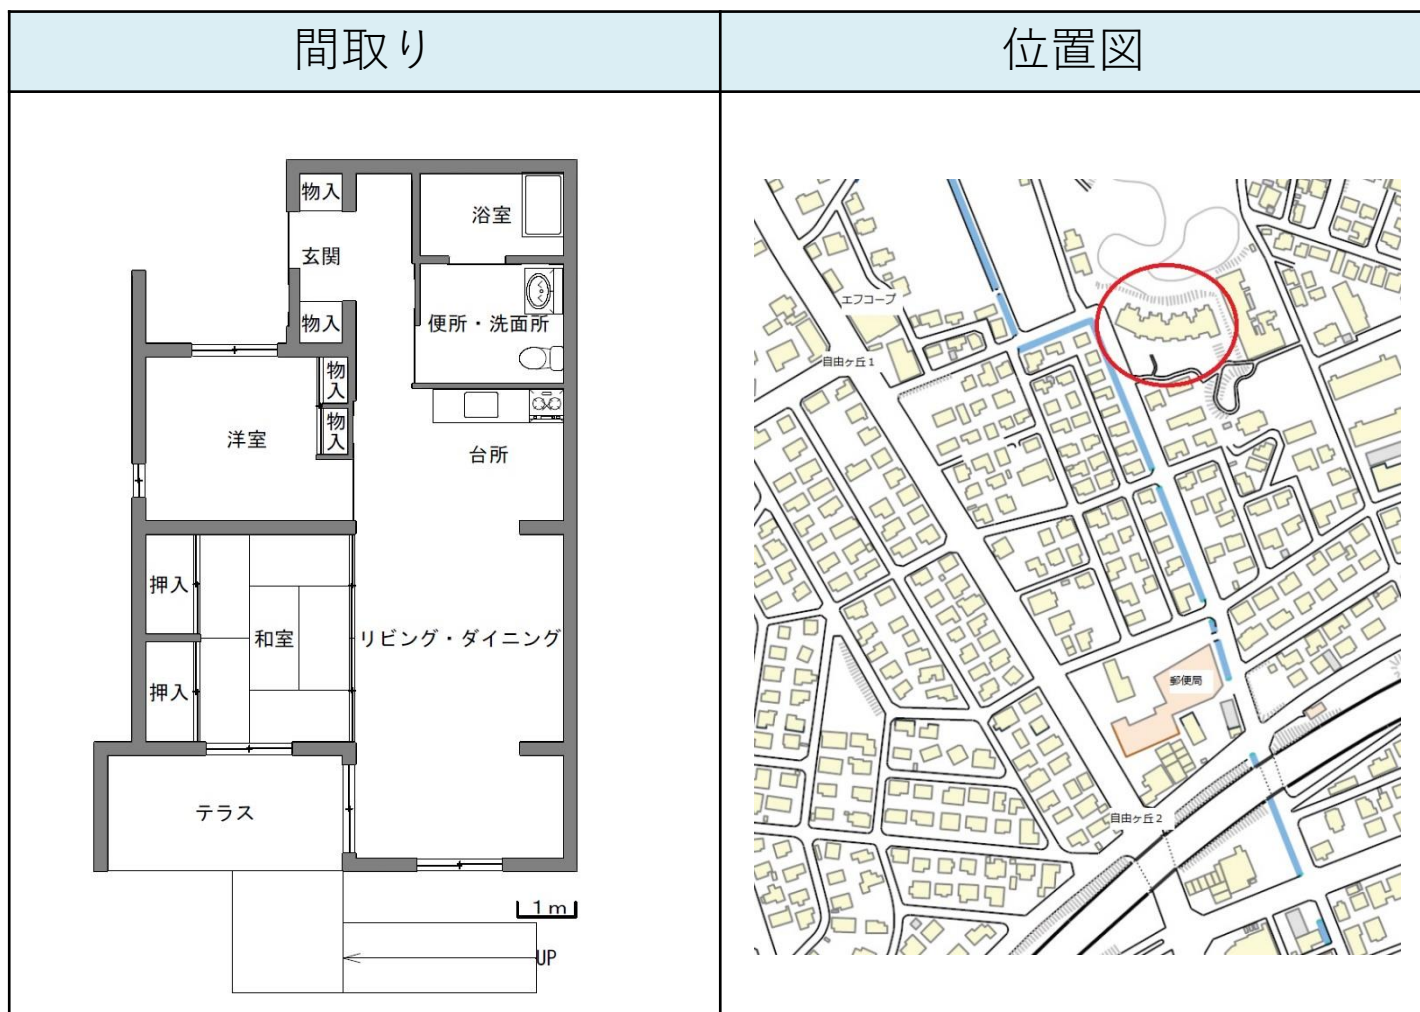 間取り
位置図
物入
浴室
玄関
物入
便所・洗面所
物入
物入
洋室
台所
押入
和室
リビング・ダイニング
押入
テラス
1m
UP
エフコープ
自由ヶ丘1
郵便局
自由ヶ丘2